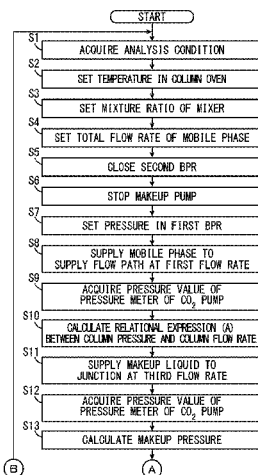 START
S1
ACQUIRE ANALYSIS CONDITION
S2
SET TEMPERATURE IN COLUMN OVEN
S3
SET MIXTURE RATIO OF MIXER
S4
SET TOTAL FLOW RATE OF MOBILE PHASE
S5
CLOSE SECOND BPR
S6
STOP MAKEUP PUMP
S7
SET PRESSURE IN FIRST BPR
S8
SUPPLY MOBILE PHASE TO
SUPPLY FLOW PATH AT FIRST FLOW RATE
S9
ACQUIRE PRESSURE VALUE OF
PRESSURE METER OF CO₂ PUMP
S10
CALCULATE RELATIONAL EXPRESSION (A)
BETWEEN COLUMN PRESSURE AND COLUMN FLOW RATE
S11
SUPPLY MAKEUP LIQUID TO
JUNCTION AT THIRD FLOW RATE
S12
ACQUIRE PRESSURE VALUE OF
PRESSURE METER OF CO₂ PUMP
S13
CALCULATE MAKEUP PRESSURE
B
A